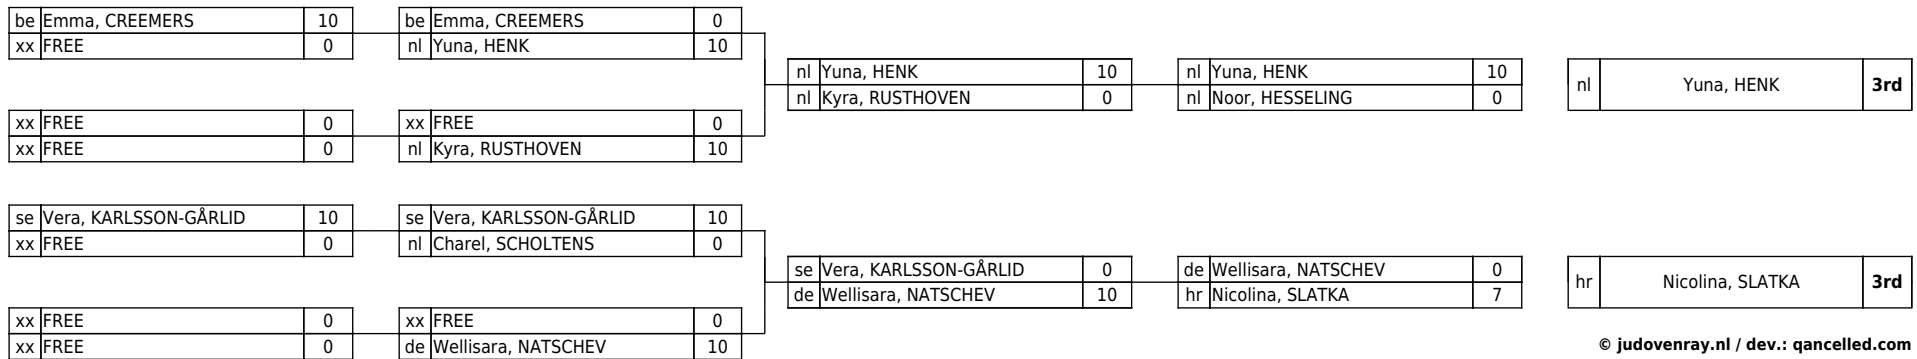 be Emma, CREEMERS 10 be Emma, CREEMERS 0
xx FREE 0 nl Yuna, HENK 10
nl Yuna, HENK 10 nl Yuna, HENK 10
nl Yuna, HENK 3rd
nl Kyra, RUSTHOVEN 0 nl Noor, HESSELING 0
xx FREE 0 xx FREE 0
xx FREE 0 nl Kyra, RUSTHOVEN 10
se Vera, KARLSSON-GÅRLID 10 se Vera, KARLSSON-GÅRLID 10
xx FREE 0 nl Charel, SCHOLTENS 0
se Vera, KARLSSON-GÅRLID 0 de Wellisara, NATSCHEV 0
hr Nicolina, SLATKA 3rd
de Wellisara, NATSCHEV 10 hr Nicolina, SLATKA 7
xx FREE 0 xx FREE 0
xx FREE 0 de Wellisara, NATSCHEV 10
© judovenray.nl / dev.: qancelled.com